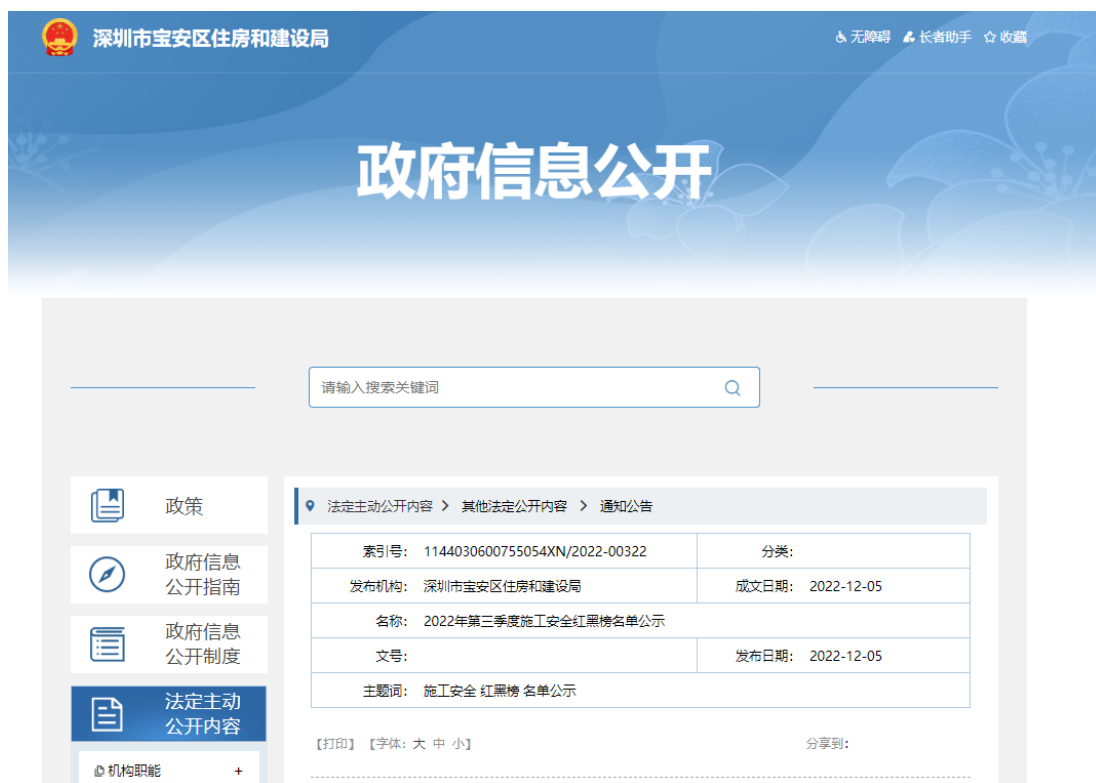 深圳市宝安区住房和建设局
无障碍 长者助手 收藏
政府信息公开
请输入搜索关键词
政策
政府信息
公开指南
政府信息
公开制度
法定主动
公开内容
机构职能 +
法定主动公开内容 > 其他法定公开内容 > 通知公告
索引号: 1144030600755054XN/2022-00322 分类:
发布机构: 深圳市宝安区住房和建设局 成文日期: 2022-12-05
名称: 2022年第三季度施工安全红黑榜名单公示
文号: 发布日期: 2022-12-05
主题词: 施工安全 红黑榜 名单公示
【打印】 【字体: 大 中 小】 分享到: